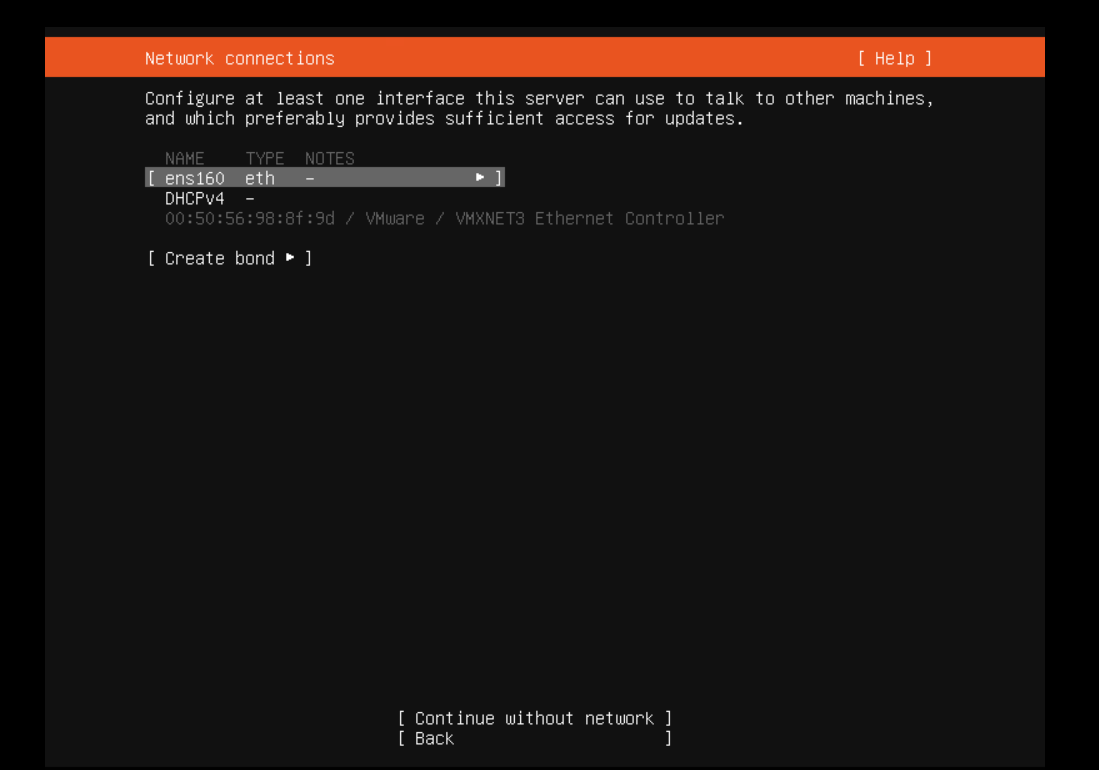 Network connections [ Help ]
Configure at least one interface this server can use to talk to other machines,
and which preferably provides sufficient access for updates.
NAME TYPE NOTES
[ ens160 eth - ▸ ]
DHCPv4 -
00:50:56:98:8f:9d / VMware / VMXNET3 Ethernet Controller
[ Create bond ▸ ]
[ Continue without network ]
[ Back ]